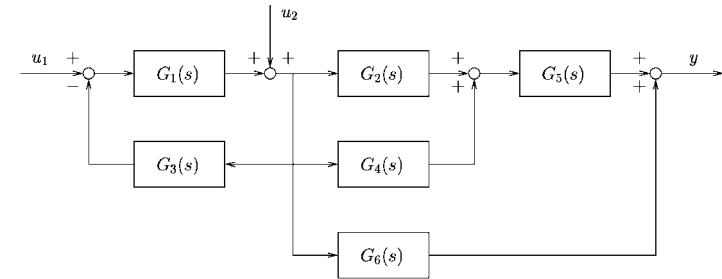 u₂
u₁ + G₁(s) + + G₂(s) + G₅(s) + y
− + +
G₃(s) G₄(s)
G₆(s)